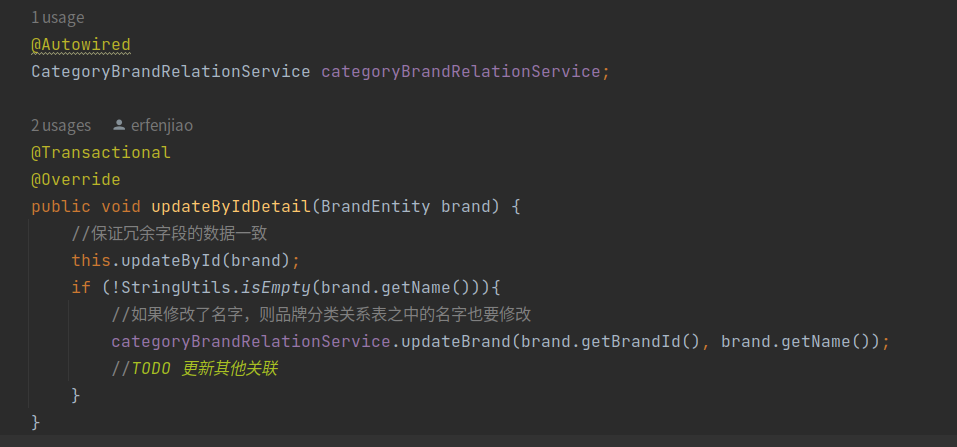 1 usage
@Autowired
CategoryBrandRelationService categoryBrandRelationService;
2 usages erfenjiao
@Transactional
@Override
public void updateByIdDetail(BrandEntity brand) {
//保证冗余字段的数据一致
this.updateById(brand);
if (!StringUtils.isEmpty(brand.getName())){
//如果修改了名字，则品牌分类关系表之中的名字也要修改
categoryBrandRelationService.updateBrand(brand.getBrandId(), brand.getName());
//TODO 更新其他关联
}
}